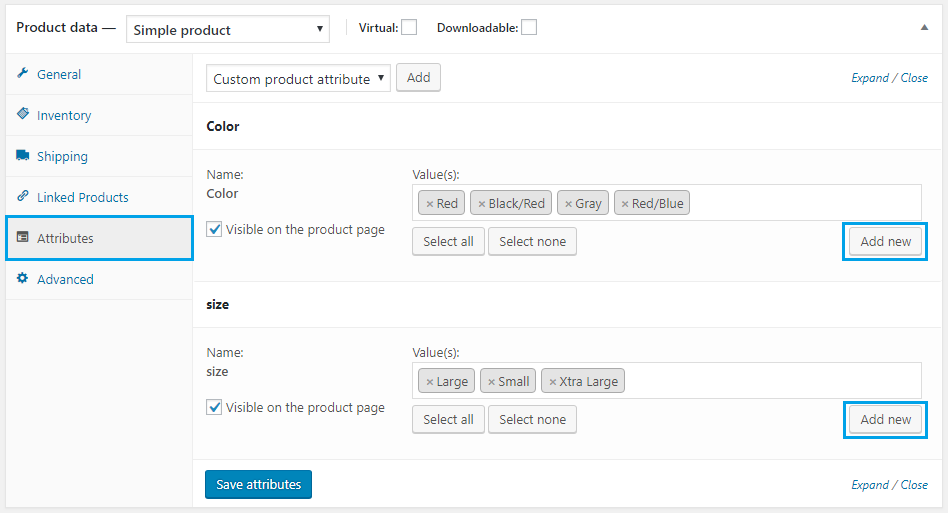 Product data — Simple product Virtual: Downloadable:
General
Inventory
Shipping
Linked Products
Attributes
Advanced
Custom product attribute Add Expand / Close
Color
Name: Value(s):
Color
× Red × Black/Red × Gray × Red/Blue
Visible on the product page
Select all Select none Add new
size
Name: Value(s):
size
× Large × Small × Xtra Large
Visible on the product page
Select all Select none Add new
Save attributes Expand / Close